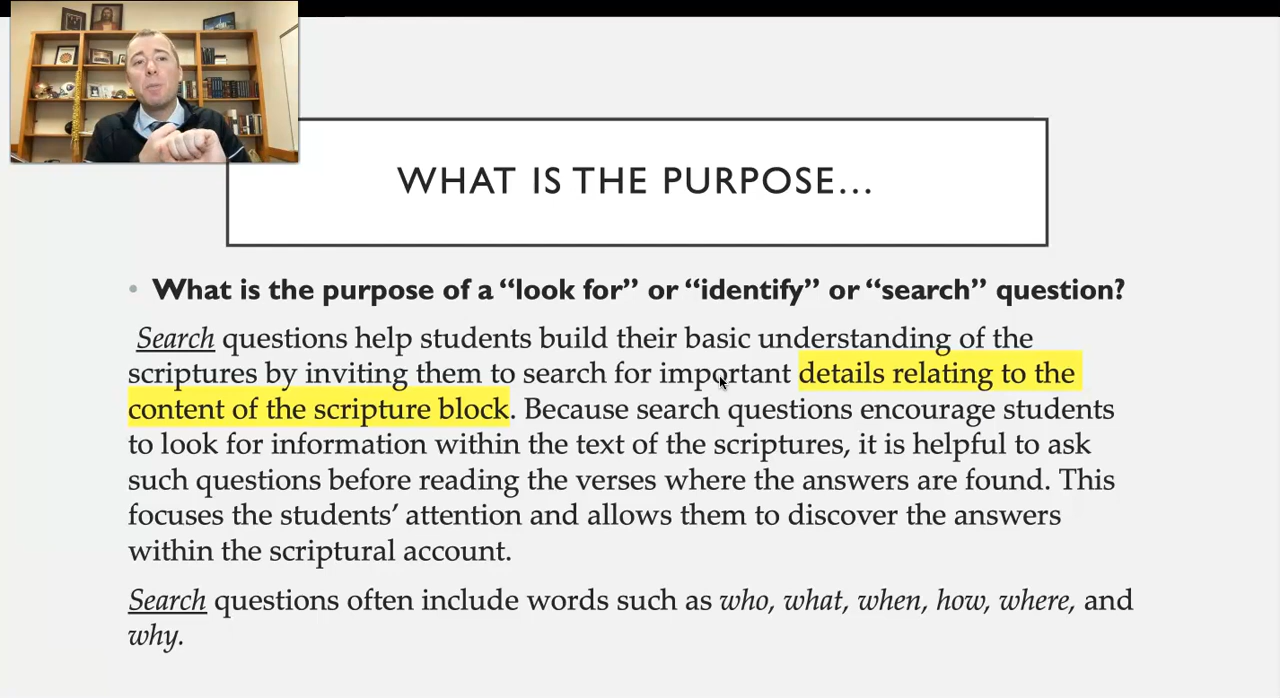 WHAT IS THE PURPOSE...
• What is the purpose of a “look for” or “identify” or “search” question?
Search questions help students build their basic understanding of the
scriptures by inviting them to search for important details relating to the
content of the scripture block. Because search questions encourage students
to look for information within the text of the scriptures, it is helpful to ask
such questions before reading the verses where the answers are found. This
focuses the students’ attention and allows them to discover the answers
within the scriptural account.
Search questions often include words such as who, what, when, how, where, and
why.